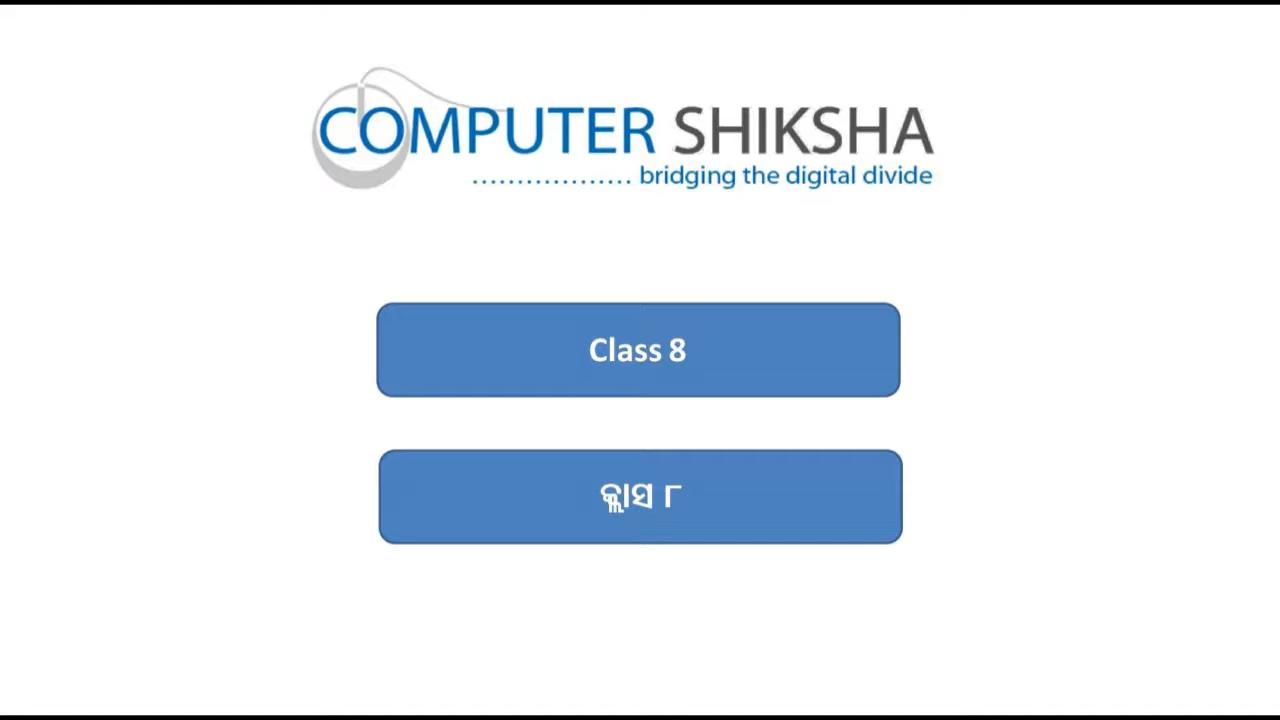 COMPUTER SHIKSHA
.................. bridging the digital divide
Class 8
କ୍ଲାସ ୮